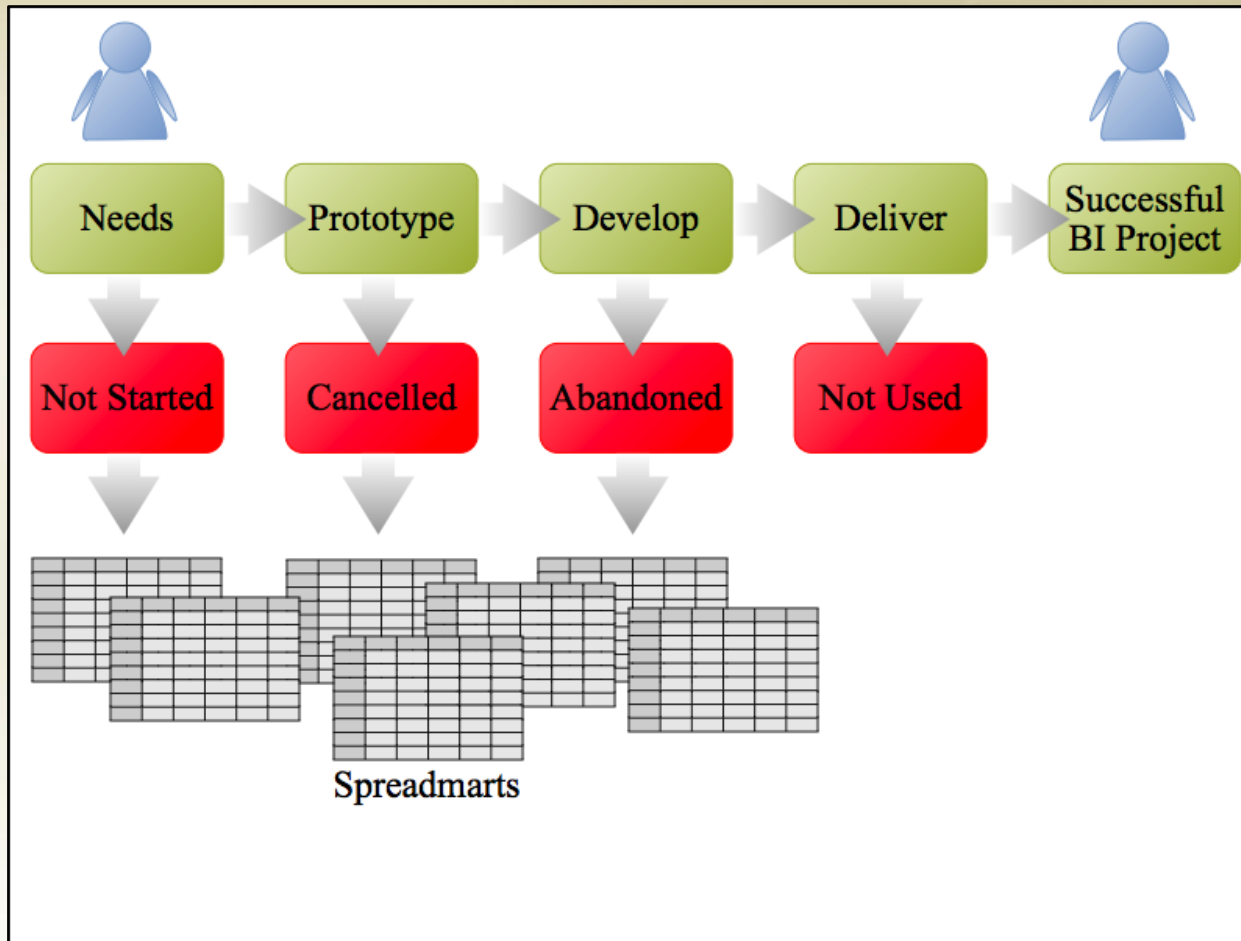 Needs
Prototype
Develop
Deliver
Successful
BI Project
Not Started
Cancelled
Abandoned
Not Used
Spreadmarts